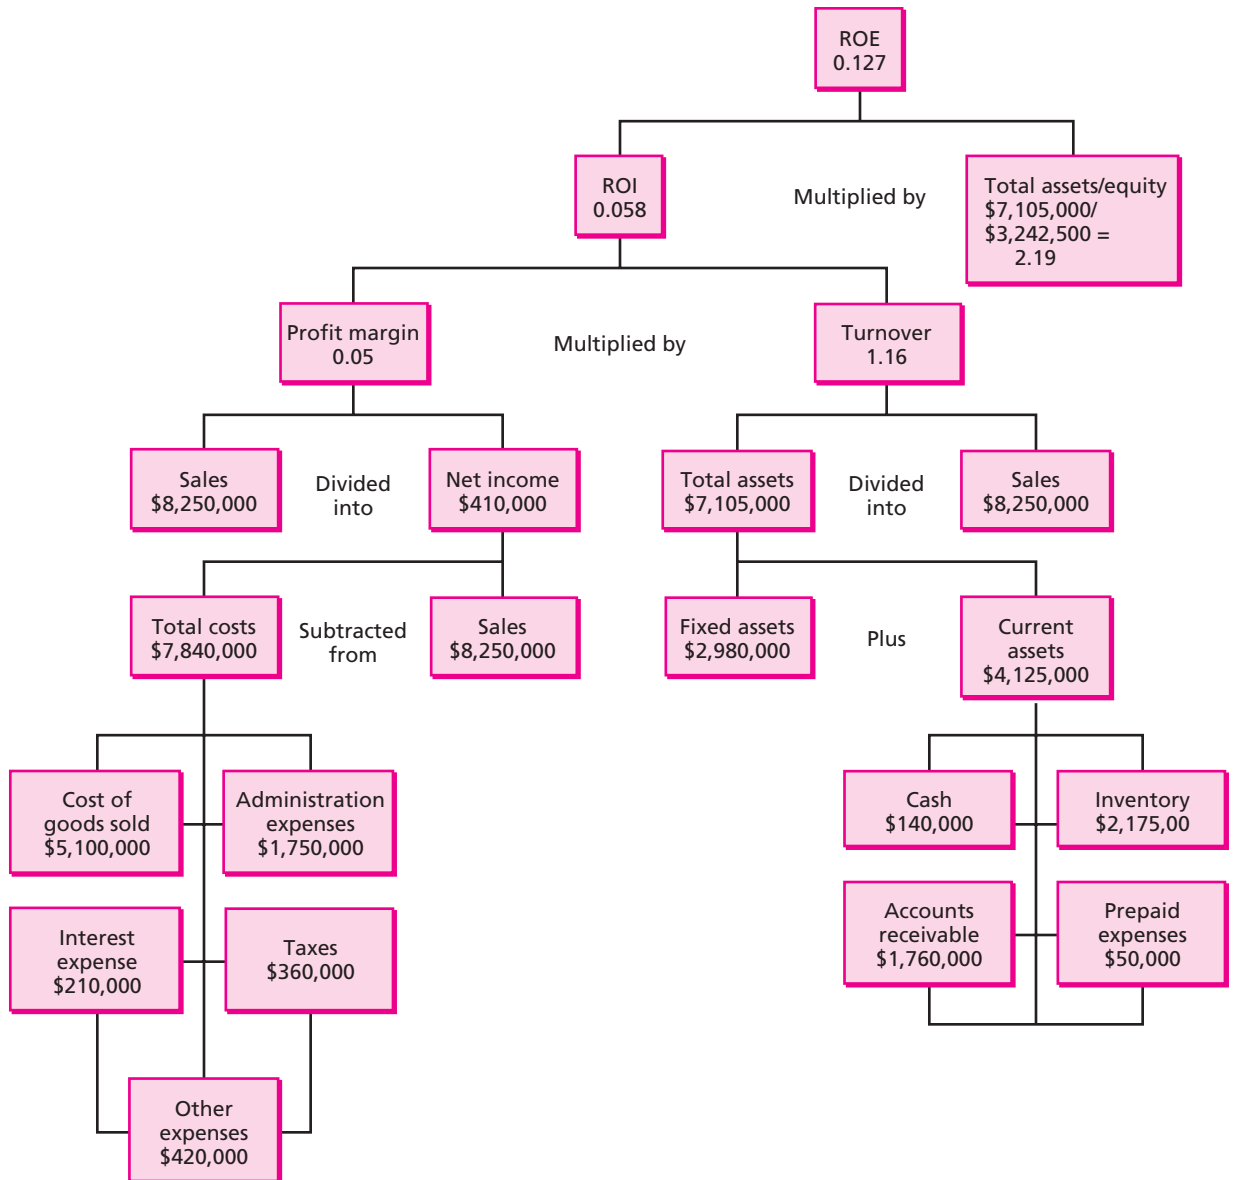 ROE
0.127
ROI
0.058
Multiplied by
Total assets/equity
$7,105,000/
$3,242,500 =
2.19
Profit margin
0.05
Multiplied by
Turnover
1.16
Sales
$8,250,000
Divided
into
Net income
$410,000
Total assets
$7,105,000
Divided
into
Sales
$8,250,000
Total costs
$7,840,000
Subtracted
from
Sales
$8,250,000
Fixed assets
$2,980,000
Plus
Current
assets
$4,125,000
Cost of
goods sold
$5,100,000
Administration
expenses
$1,750,000
Cash
$140,000
Inventory
$2,175,00
Interest
expense
$210,000
Taxes
$360,000
Accounts
receivable
$1,760,000
Prepaid
expenses
$50,000
Other
expenses
$420,000